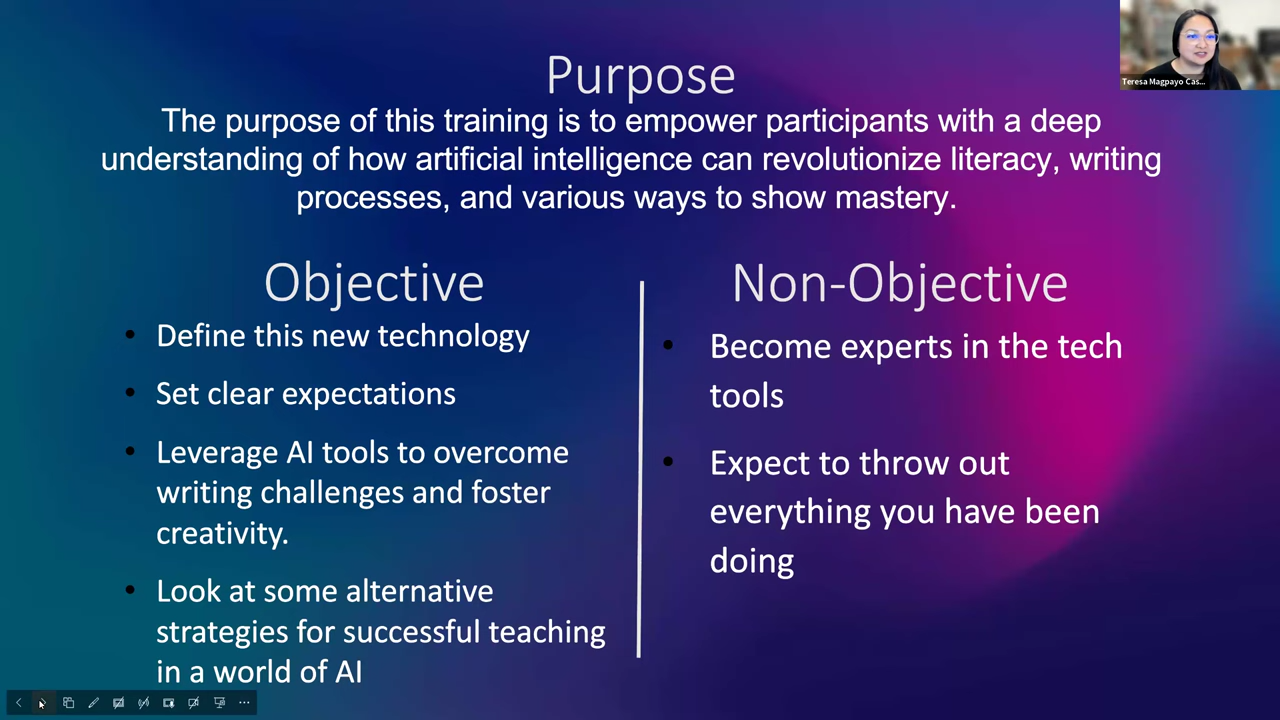 Teresa Magpayo Cas...
Purpose
The purpose of this training is to empower participants with a deep
understanding of how artificial intelligence can revolutionize literacy, writing
processes, and various ways to show mastery.
Objective
• Define this new technology
• Set clear expectations
• Leverage AI tools to overcome
writing challenges and foster
creativity.
• Look at some alternative
strategies for successful teaching
in a world of AI
Non-Objective
• Become experts in the tech
tools
• Expect to throw out
everything you have been
doing